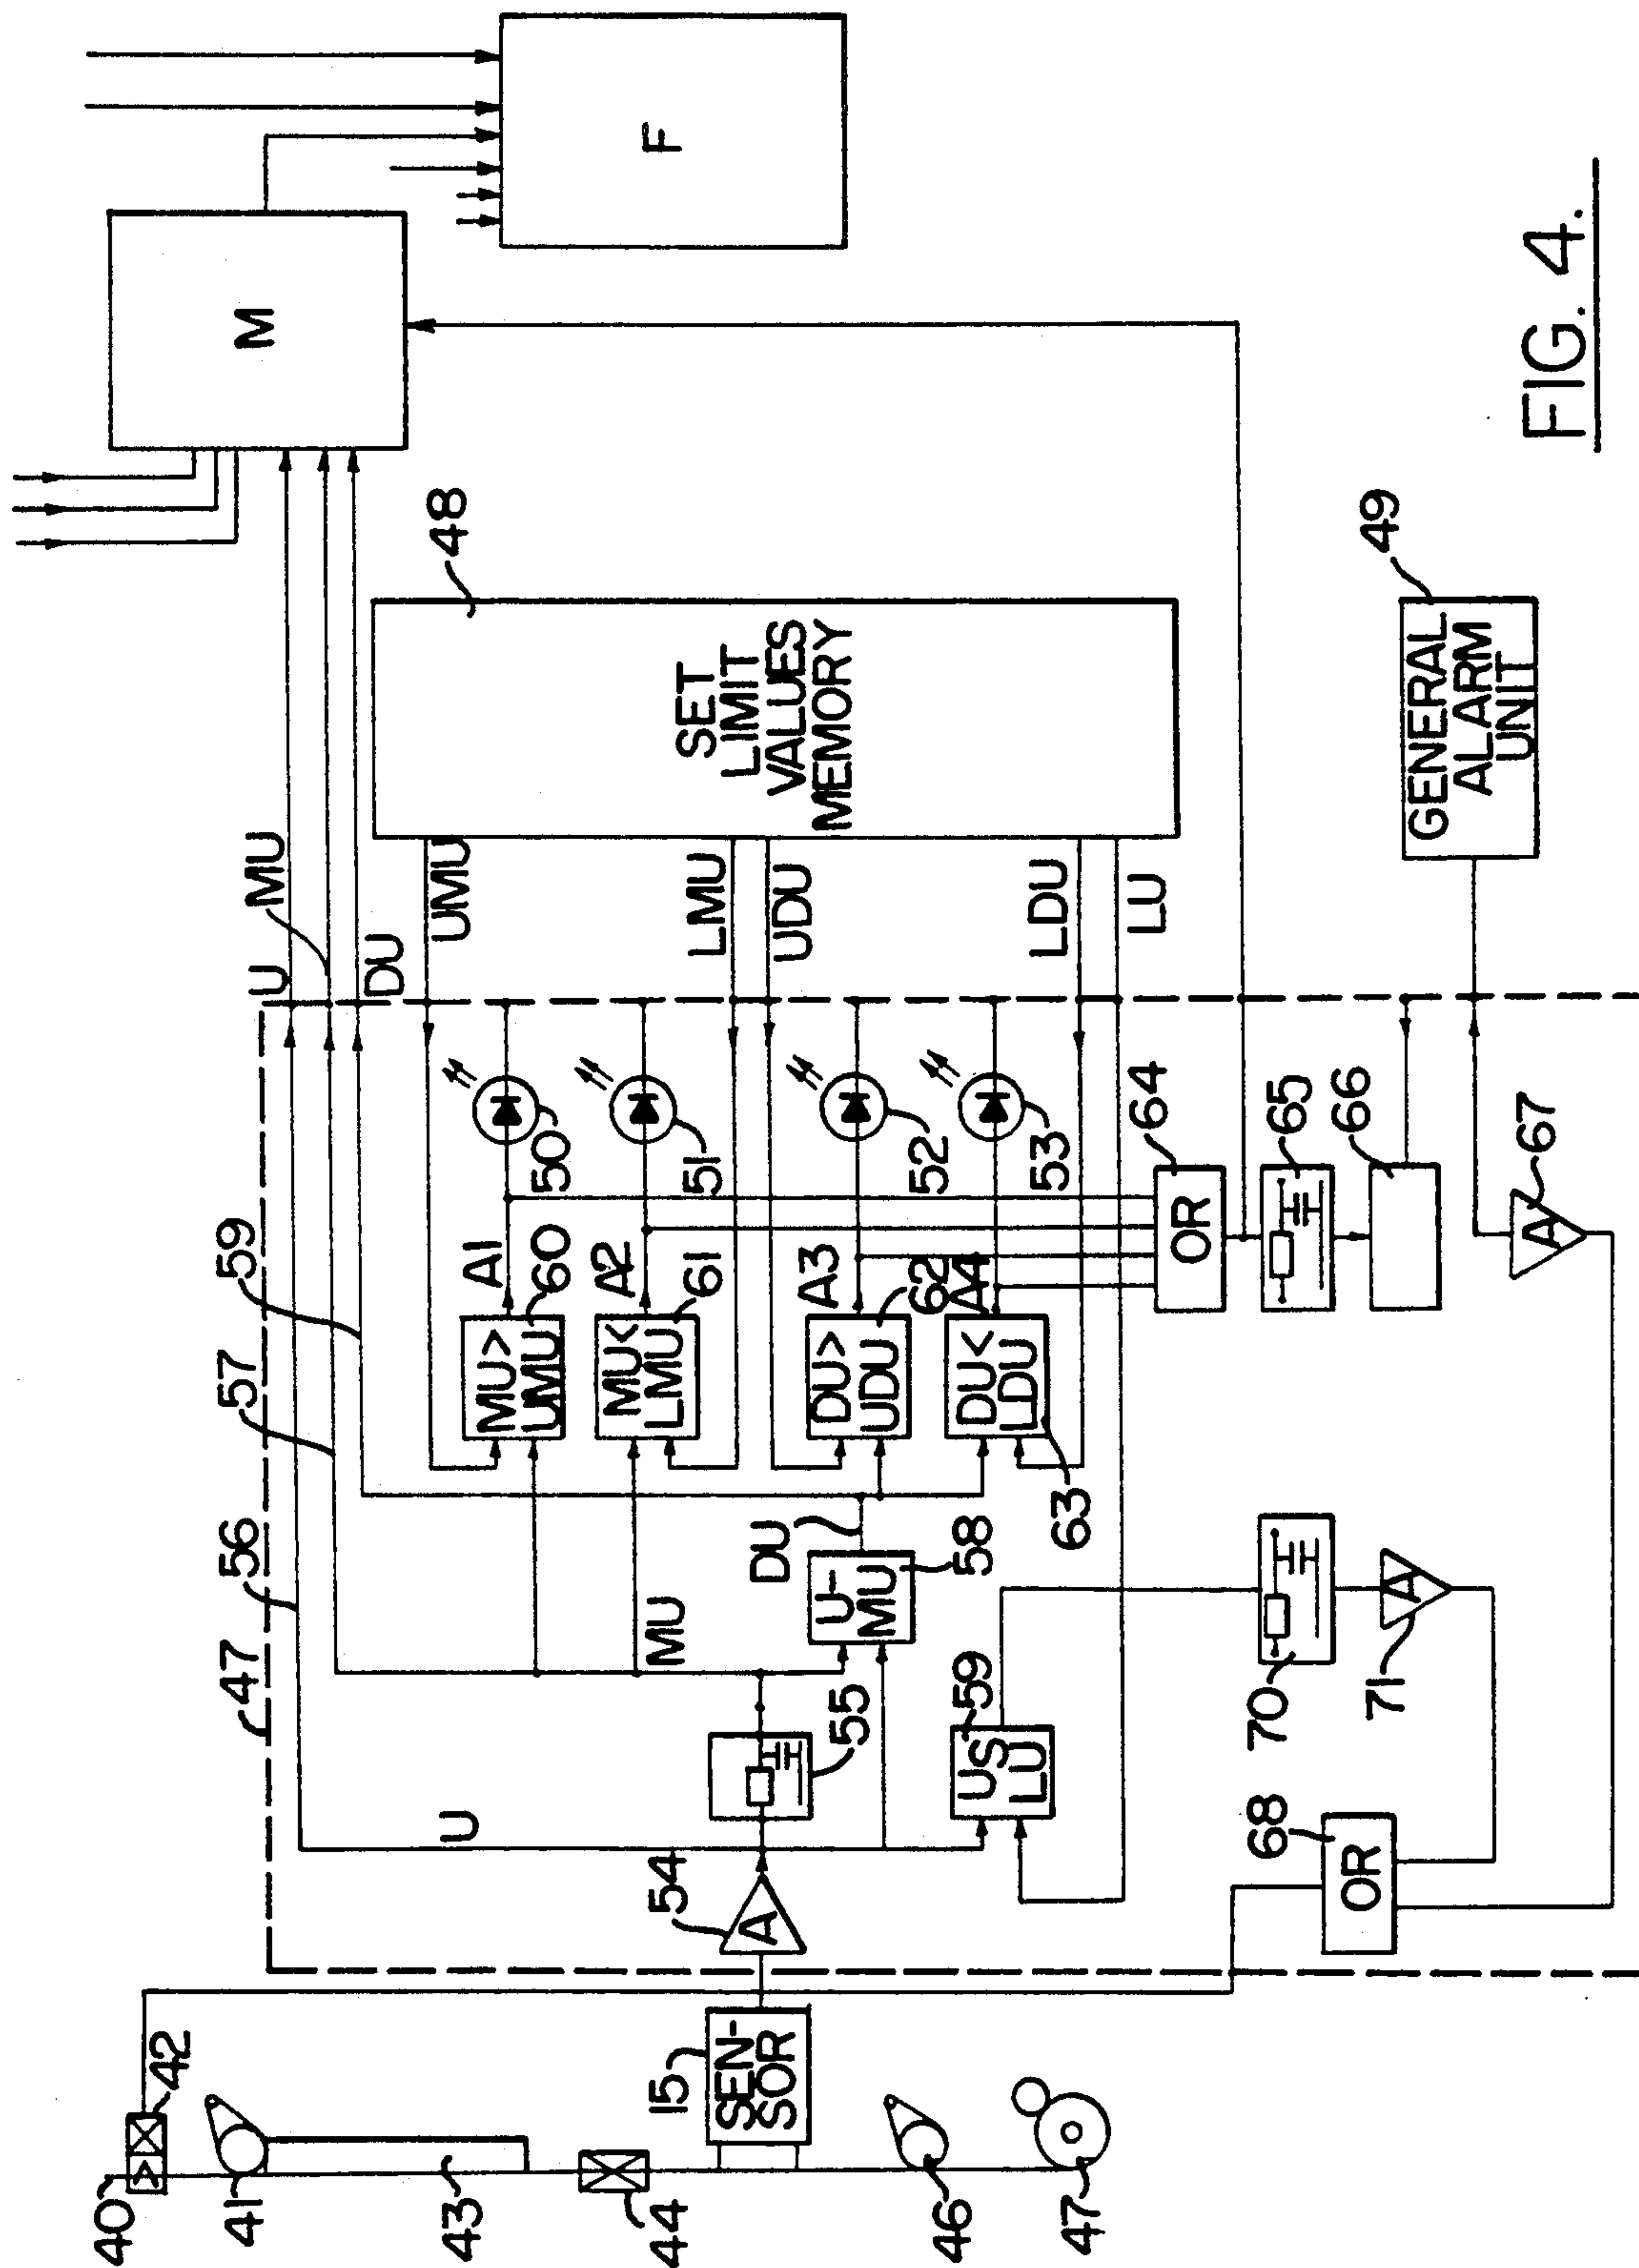 40
42
47
56
57
59
41
U
MU
M
DU
UMU
48
43
U
A1
MU>
UMU
60
50
A2
MU<
LMU
61
51
F
44
MU
LMU
UDU
SET
LIMIT
VALUES
MEMORY
15
SEN-
SOR
54
A
55
DU
U-
MU
58
A3
DU>
UDU
62
52
A4
DU<
LDU
63
53
LDU
LU
46
59
US
LU
47
64
OR
70
65
66
68
OR
71
A
67
A
49
GENERAL
ALARM
UNIT
FIG. 4.